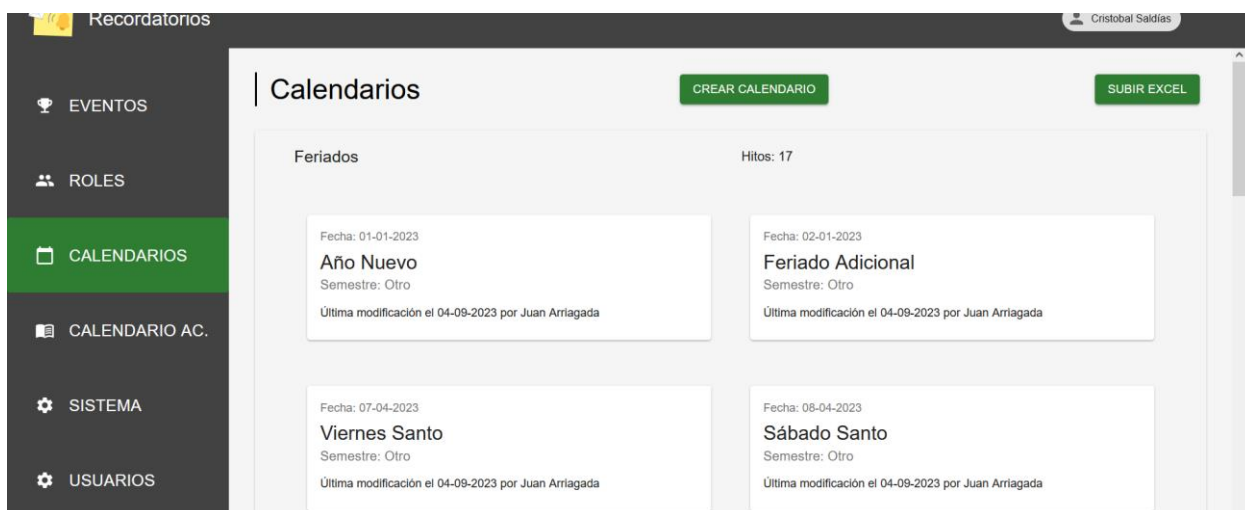 Recordatorios
Cristobal Saldías
EVENTOS
ROLES
CALENDARIOS
CALENDARIO AC.
SISTEMA
USUARIOS
Calendarios
CREAR CALENDARIO
SUBIR EXCEL
Feriados
Hitos: 17
Fecha: 01-01-2023
Año Nuevo
Semestre: Otro
Última modificación el 04-09-2023 por Juan Arriagada
Fecha: 02-01-2023
Feriado Adicional
Semestre: Otro
Última modificación el 04-09-2023 por Juan Arriagada
Fecha: 07-04-2023
Viernes Santo
Semestre: Otro
Última modificación el 04-09-2023 por Juan Arriagada
Fecha: 08-04-2023
Sábado Santo
Semestre: Otro
Última modificación el 04-09-2023 por Juan Arriagada